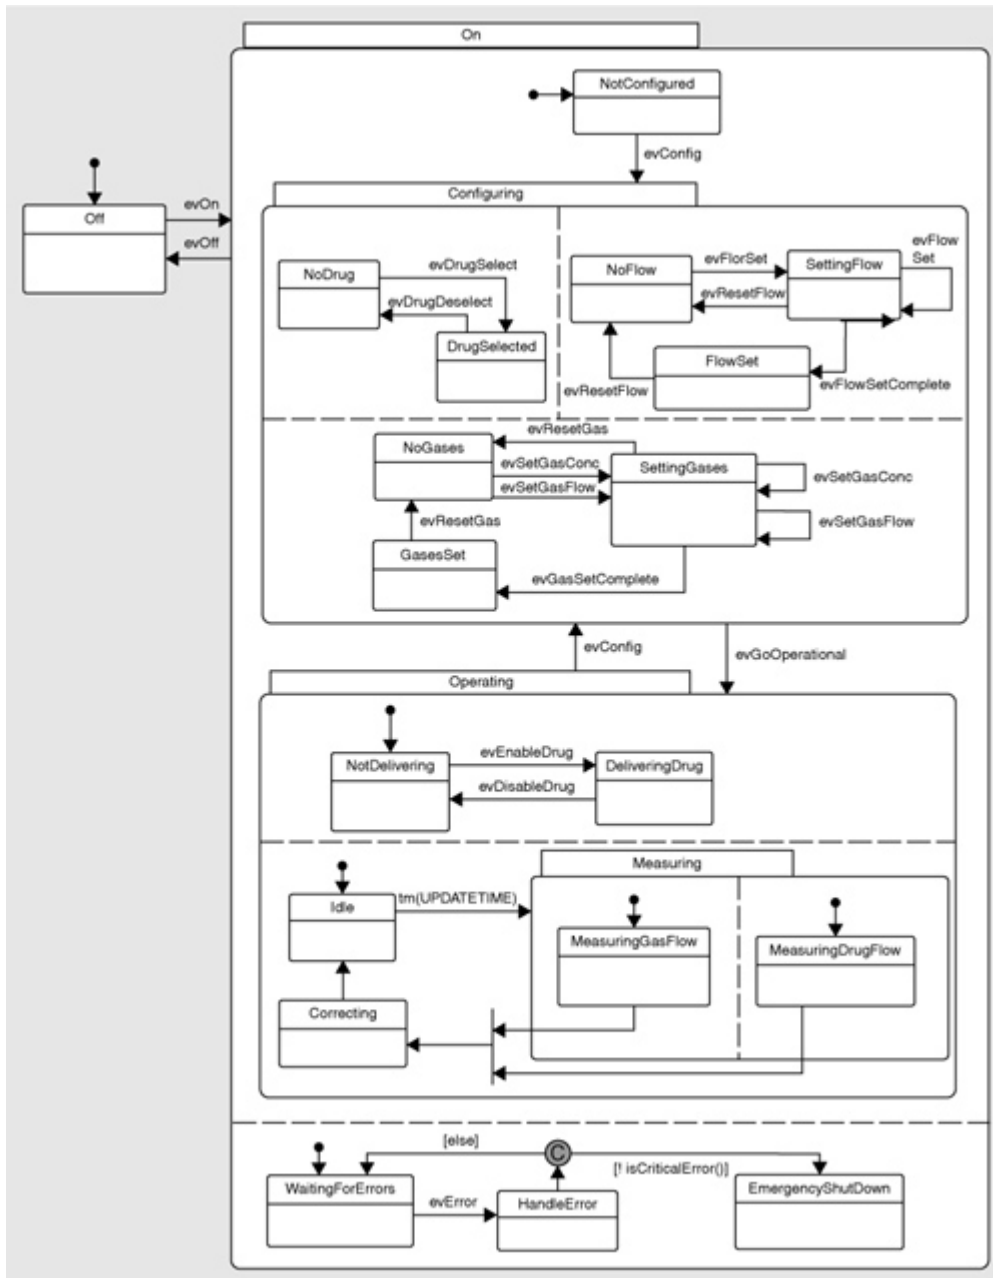 On
NotConfigured
evConfig
Off
evOn
evOff
Configuring
NoDrug
evDrugSelect
evDrugDeselect
DrugSelected
NoFlow
evFlorSet
SettingFlow
evFlow
Set
evResetFlow
FlowSet
evResetFlow
evFlowSetComplete
NoGases
evResetGas
evSetGasConc
evSetGasFlow
SettingGases
evSetGasConc
evSetGasFlow
evResetGas
GasesSet
evGasSetComplete
evConfig
evGoOperational
Operating
NotDelivering
evEnableDrug
evDisableDrug
DeliveringDrug
Idle
tm(UPDATETIME)
Measuring
MeasuringGasFlow
MeasuringDrugFlow
Correcting
[else]
C
[! isCriticalError()]
WaitingForErrors
evError
HandleError
EmergencyShutDown